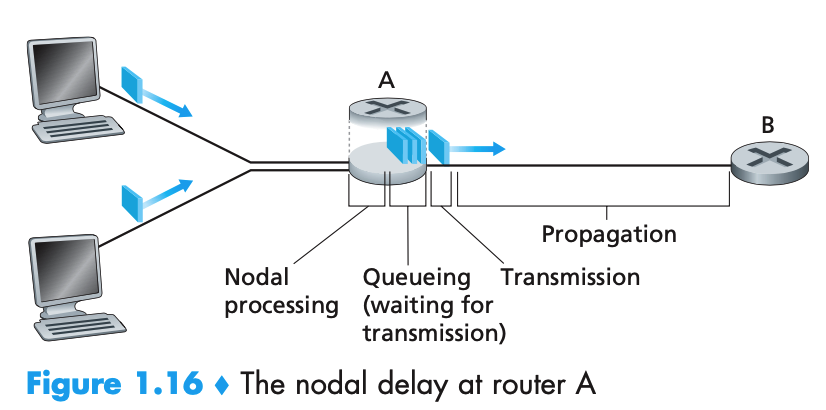 A
B
Propagation
Nodal
processing
Queueing
(waiting for
transmission)
Transmission
Figure 1.16 ♦ The nodal delay at router A